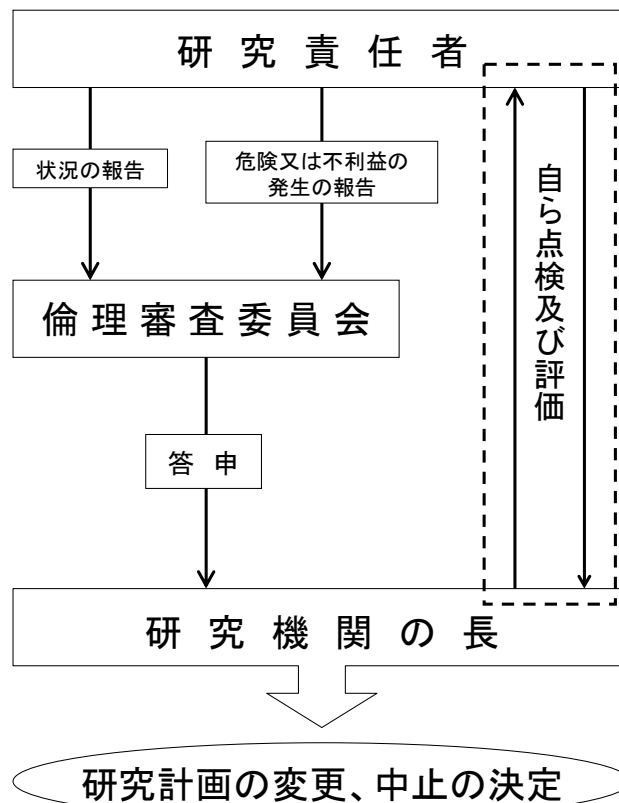 研究責任者
状況の報告
危険又は不利益の
発生の報告
自ら点検及び評価
倫理審査委員会
答申
研究機関の長
研究計画の変更、中止の決定